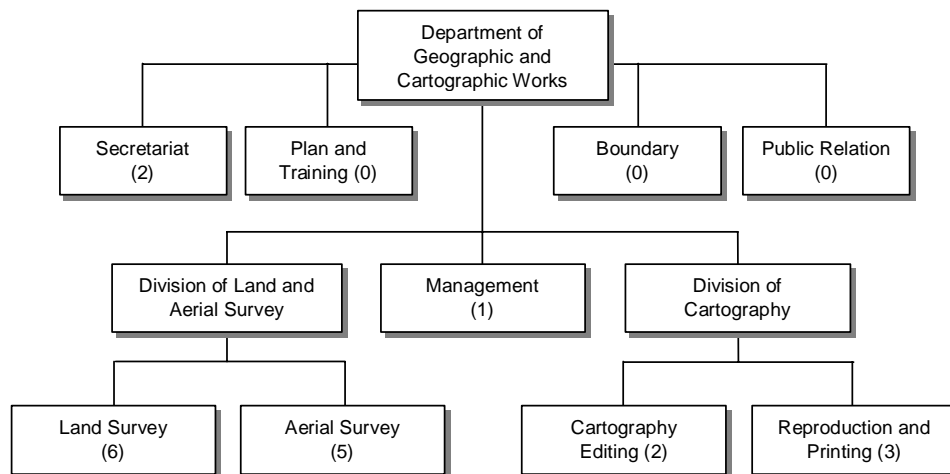 Department of
Geographic and
Cartographic Works
Secretariat
(2)
Plan and
Training (0)
Boundary
(0)
Public Relation
(0)
Division of Land and
Aerial Survey
Management
(1)
Division of
Cartography
Land Survey
(6)
Aerial Survey
(5)
Cartography
Editing (2)
Reproduction and
Printing (3)